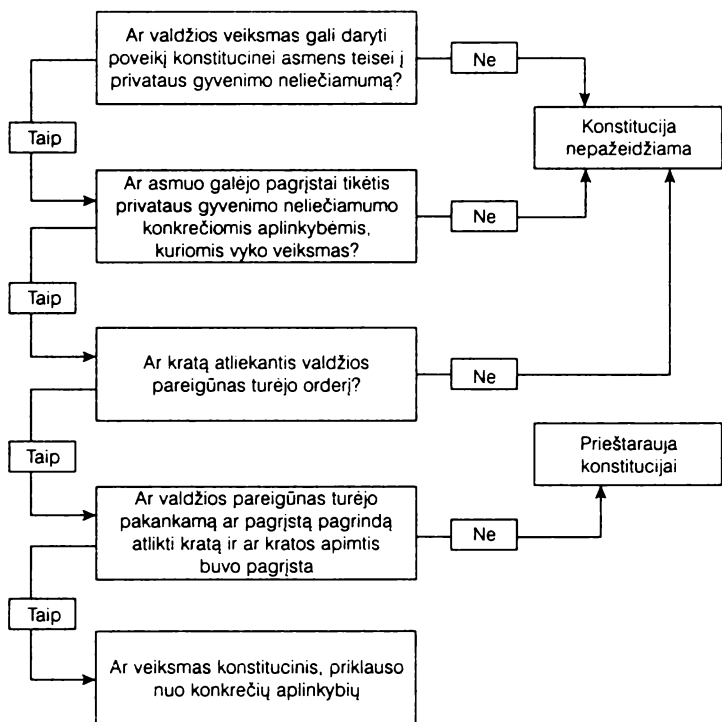 Ar valdžios veiksmas gali daryti
poveikį konstitucinei asmens teisei į
privataus gyvenimo neliečiamumą?
Ne
Taip
Konstitucija
nepažeidžiama
Ar asmuo galėjo pagrįstai tikėtis
privataus gyvenimo neliečiamumo
konkrečiomis aplinkybėmis,
kuriomis vyko veiksmas?
Ne
Taip
Ar kratą atliekantis valdžios
pareigūnas turėjo orderį?
Ne
Taip
Prieštarauja
konstitucijai
Ar valdžios pareigūnas turėjo
pakankamą ar pagrįstą pagrindą
atlikti kratą ir ar kratos apimtis
buvo pagrįsta
Ne
Taip
Ar veiksmas konstitucinis, priklauso
nuo konkrečių aplinkybių